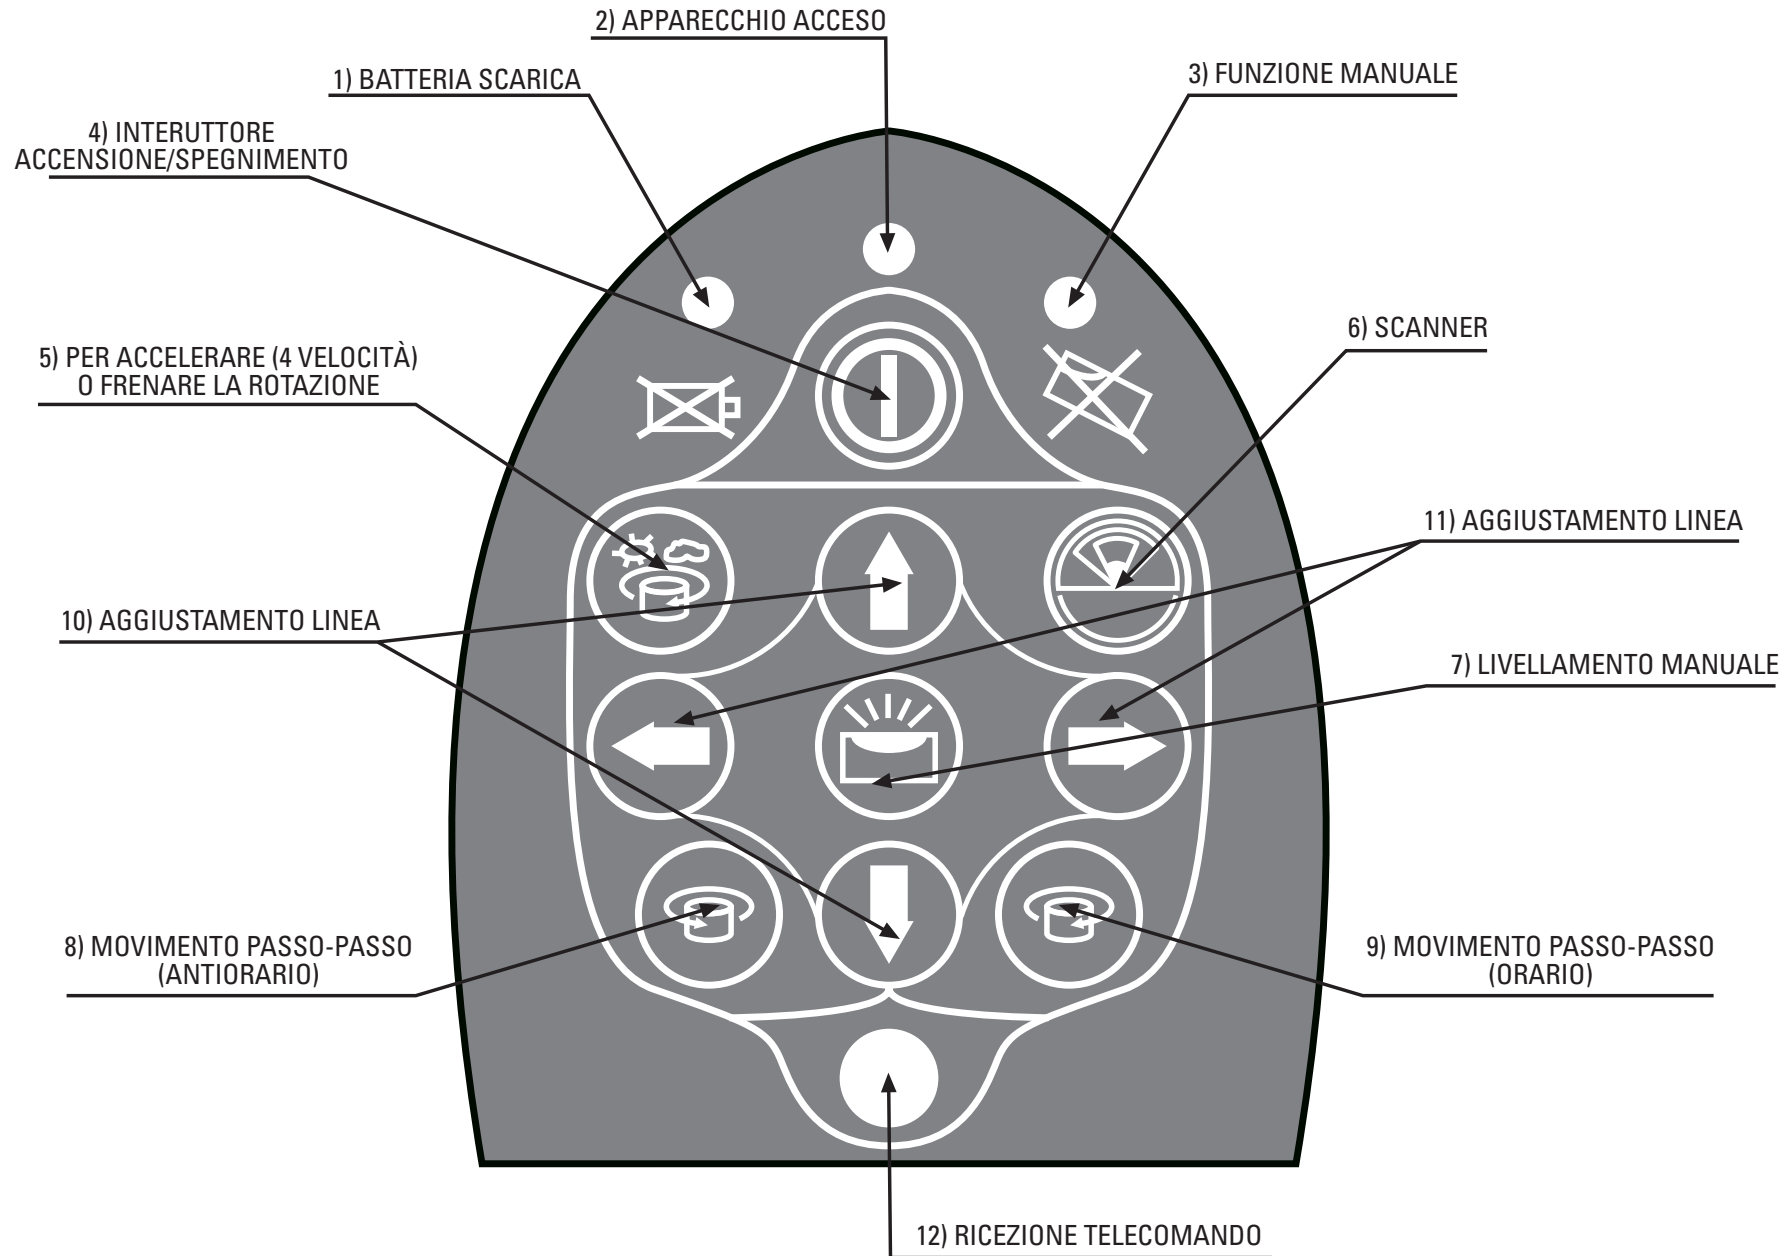 2) APPARECCHIO ACCESO
1) BATTERIA SCARICA
3) FUNZIONE MANUALE
4) INTERUTTORE
ACCENSIONE/SPEGNIMENTO
6) SCANNER
5) PER ACCELERARE (4 VELOCITÀ)
O FRENARE LA ROTAZIONE
11) AGGIUSTAMENTO LINEA
10) AGGIUSTAMENTO LINEA
7) LIVELLAMENTO MANUALE
8) MOVIMENTO PASSO-PASSO
(ANTIORARIO)
9) MOVIMENTO PASSO-PASSO
(ORARIO)
12) RICEZIONE TELECOMANDO